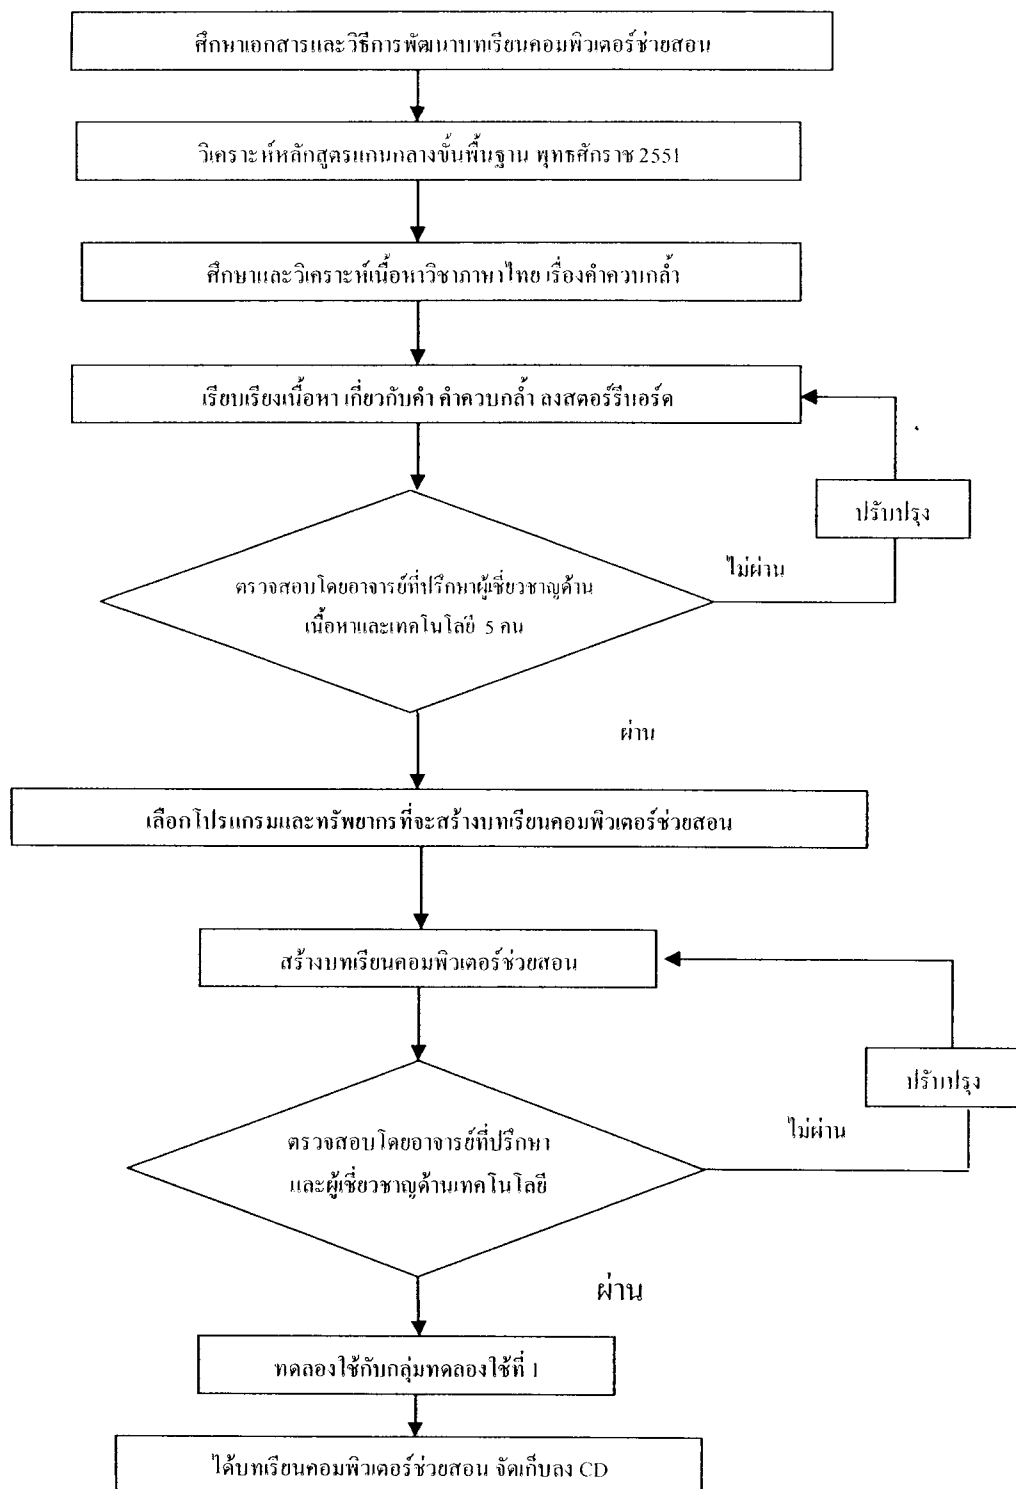 ศึกษาเอกสารและวิธีการพัฒนาบทเรียนคอมพิวเตอร์ช่วยสอน
วิเคราะห์หลักสูตรแกนกลางขั้นพื้นฐาน พุทธศักราช 2551
ศึกษาและวิเคราะห์เนื้อหาวิชาภาษาไทย เรื่องคำควบกล้ำ
เรียบเรียงเนื้อหา เกี่ยวกับคำ คำควบกล้ำ ลงสตอร์รีบอร์ด
ปรับปรุง
ไม่ผ่าน
ตรวจสอบโดยอาจารย์ที่ปรึกษาผู้เชี่ยวชาญด้าน
เนื้อหาและเทคโนโลยี 5 คน
ผ่าน
เลือกโปรแกรมและทรัพยากรที่จะสร้างบทเรียนคอมพิวเตอร์ช่วยสอน
สร้างบทเรียนคอมพิวเตอร์ช่วยสอน
ปรับปรุง
ไม่ผ่าน
ตรวจสอบโดยอาจารย์ที่ปรึกษา
และผู้เชี่ยวชาญด้านเทคโนโลยี
ผ่าน
ทดลองใช้กับกลุ่มทดลองใช้ที่ 1
ได้บทเรียนคอมพิวเตอร์ช่วยสอน จัดเก็บลง CD